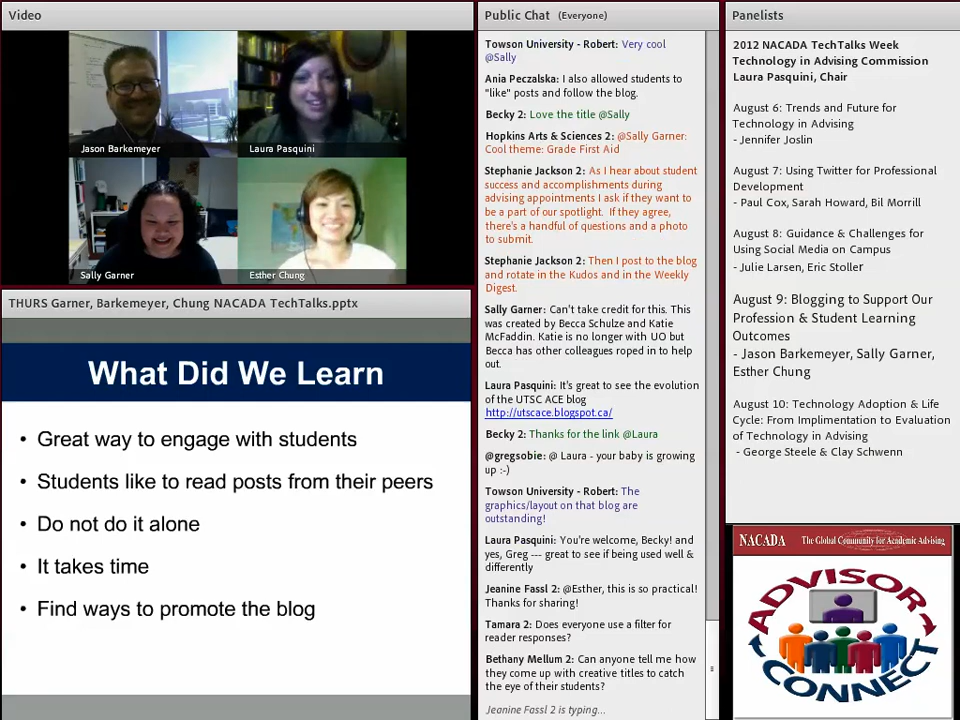 Video
Jason Barkemeyer
Laura Pasquini
Sally Garner
Esther Chung
THURS Garner, Barkemeyer, Chung NACADA TechTalks.pptx
What Did We Learn
• Great way to engage with students
• Students like to read posts from their peers
• Do not do it alone
• It takes time
• Find ways to promote the blog
Public Chat (Everyone)
Towson University - Robert: Very cool
@Sally
Ania Peczalska: I also allowed students to
"like" posts and follow the blog.
Becky 2: Love the title @Sally
Hopkins Arts & Sciences 2: @Sally Garner:
Cool theme: Grade First Aid
Stephanie Jackson 2: As I hear about student
success and accomplishments during
advising appointments I ask if they want to
be a part of our spotlight. If they agree,
there's a handful of questions and a photo
to submit.
Stephanie Jackson 2: Then I post to the blog
and rotate in the Kudos and in the Weekly
Digest.
Sally Garner: Can't take credit for this. This
was created by Becca Schulze and Katie
McFaddin. Katie is no longer with UO but
Becca has other colleagues roped in to help
out.
Laura Pasquini: It's great to see the evolution
of the UTSC ACE blog
http://utscace.blogspot.ca/
Becky 2: Thanks for the link @Laura
@gregsobie: @ Laura - your baby is growing
up :-)
Towson University - Robert: The
graphics/layout on that blog are
outstanding!
Laura Pasquini: You're welcome, Becky! and
yes, Greg --- great to see if being used well &
differently
Jeanine Fassl 2: @Esther, this is so practical!
Thanks for sharing!
Tamara 2: Does everyone use a filter for
reader responses?
Bethany Mellum 2: Can anyone tell me how
they come up with creative titles to catch
the eye of their students?
Jeanine Fassl 2 is typing...
Panelists
2012 NACADA TechTalks Week
Technology in Advising Commission
Laura Pasquini, Chair
August 6: Trends and Future for
Technology in Advising
- Jennifer Joslin
August 7: Using Twitter for Professional
Development
- Paul Cox, Sarah Howard, Bil Morrill
August 8: Guidance & Challenges for
Using Social Media on Campus
- Julie Larsen, Eric Stoller
August 9: Blogging to Support Our
Profession & Student Learning
Outcomes
- Jason Barkemeyer, Sally Garner,
Esther Chung
August 10: Technology Adoption & Life
Cycle: From Implimentation to Evaluation
of Technology in Advising
- George Steele & Clay Schwenn
NACADA The Global Community for Academic Advising
ADVISOR
CONNECT